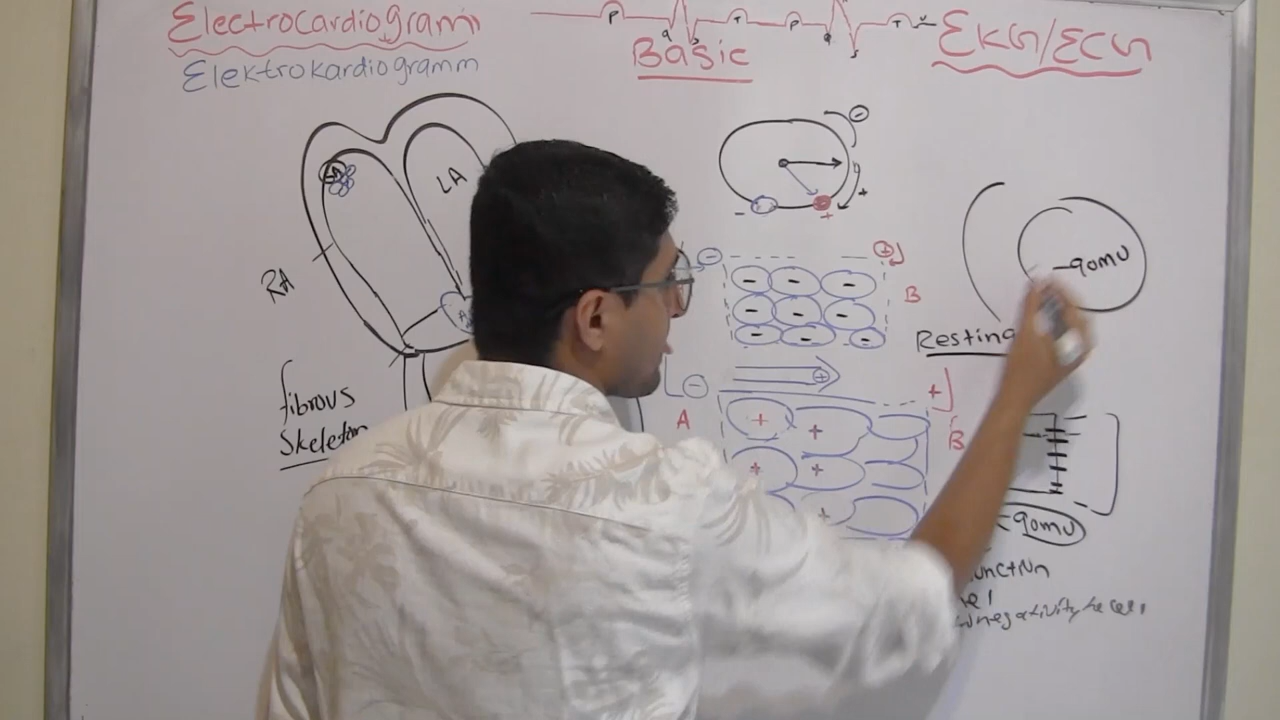 Electrocardiogram
Elektrokardiogramm
P
q
S
T
P
q
S
T
Basic
EKG/ECG
LA
RA
fibrous
Skeleton
-
+
+
-
-
+
B
- - -
- - -
- - -
-
+
A
+
B
+ +
+ +
+
-90mV
Resting
90mV